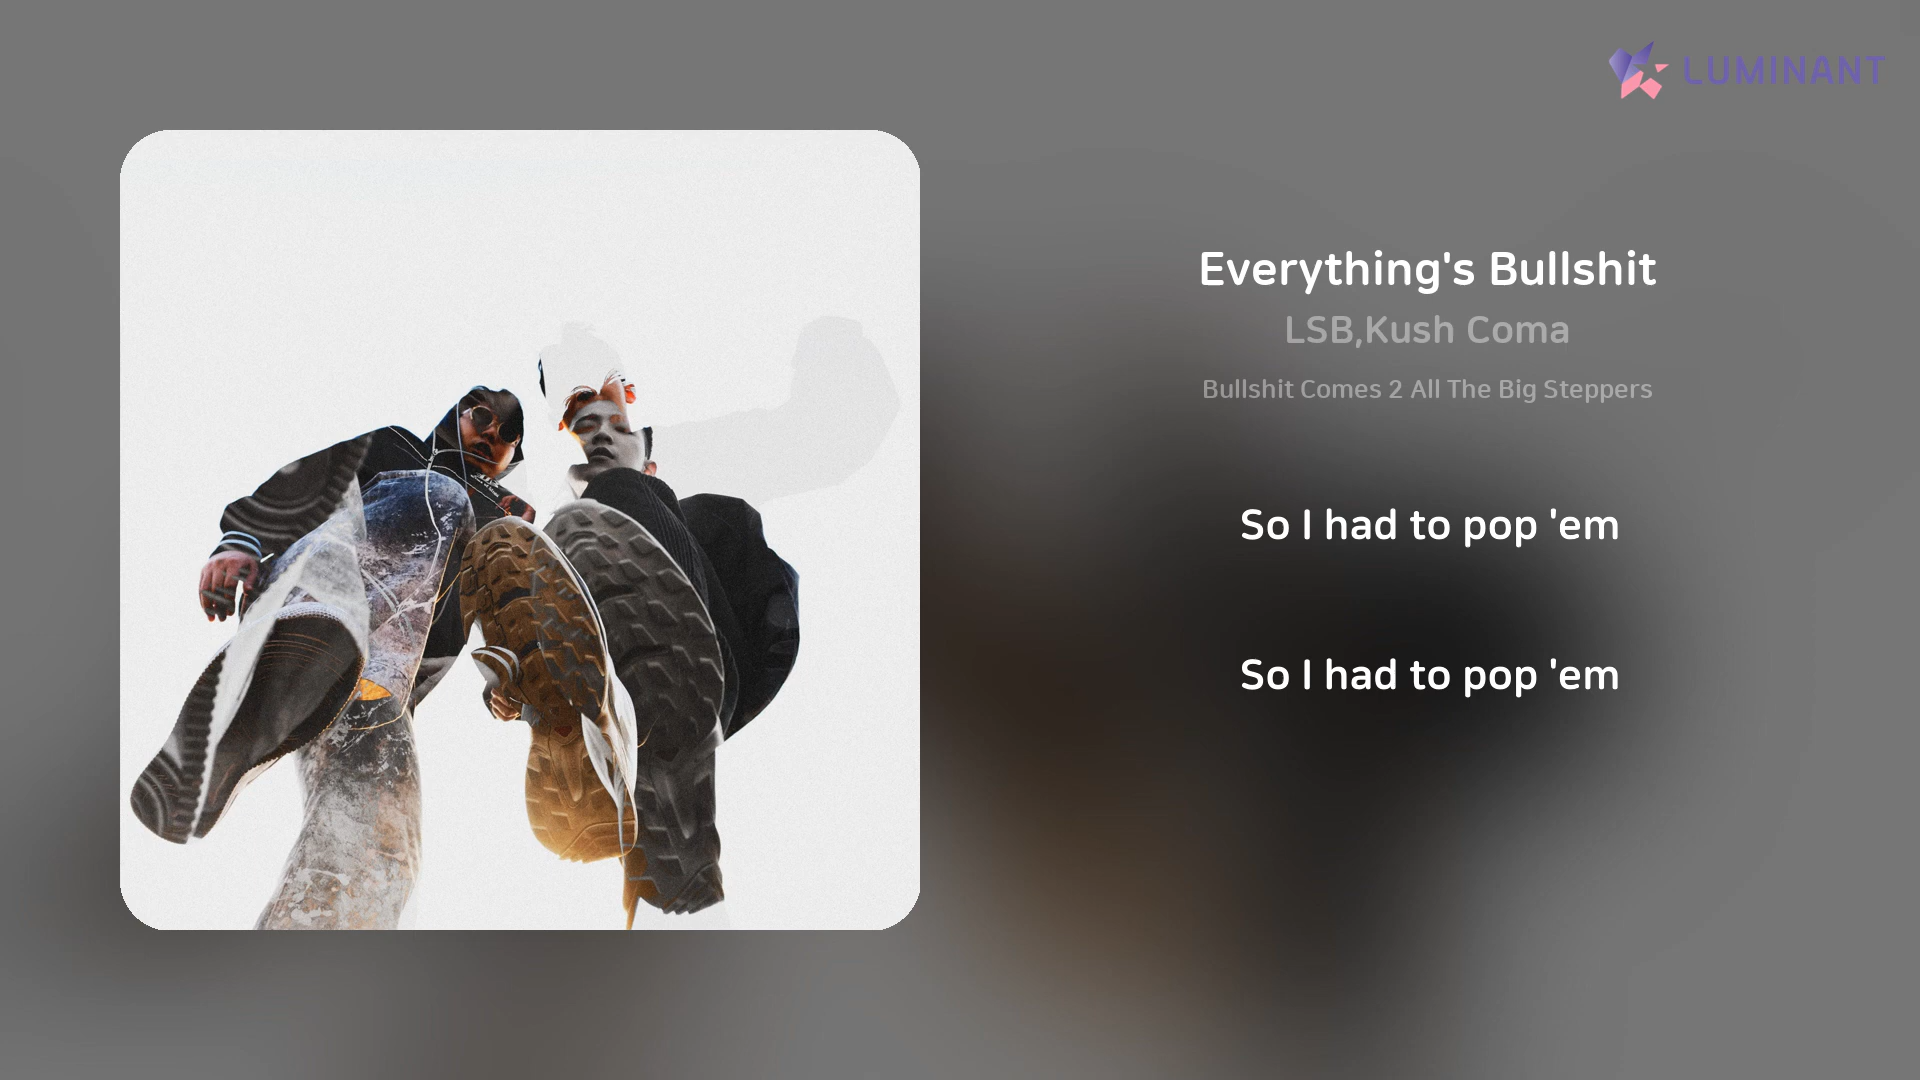 LUMINANT
Everything's Bullshit
LSB,Kush Coma
Bullshit Comes 2 All The Big Steppers
So I had to pop 'em
So I had to pop 'em